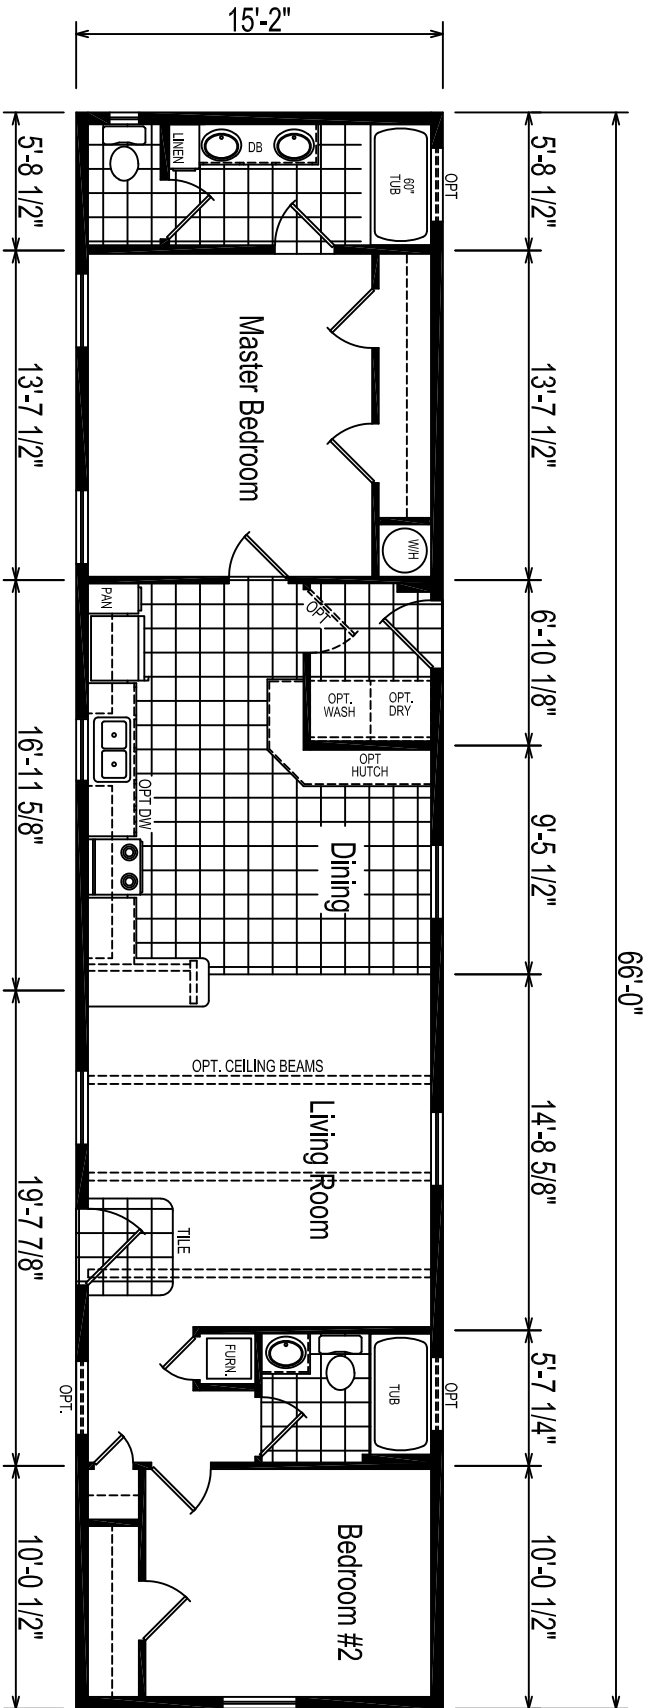 15'-2"
66'-0"
5'-8 1/2"
13'-7 1/2"
6'-10 1/8"
9'-5 1/2"
14'-8 5/8"
5'-7 1/4"
10'-0 1/2"
OPT
OPT
60"
TUB
DB
LINEN
Master Bedroom
W/H
OPT
OPT.
DRY
OPT.
WASH
OPT
HUTCH
PAN
OPT DW
Dining
OPT. CEILING BEAMS
Living Room
TILE
FURN.
TUB
OPT.
Bedroom #2
5'-8 1/2"
13'-7 1/2"
16'-11 5/8"
19'-7 7/8"
10'-0 1/2"